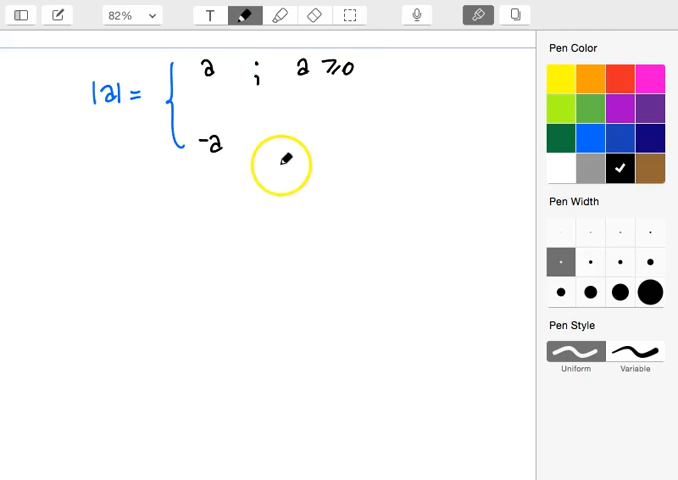 T
82%
|a| = { a ; a ≥ 0
-a
Pen Color
Pen Width
Pen Style
Uniform Variable